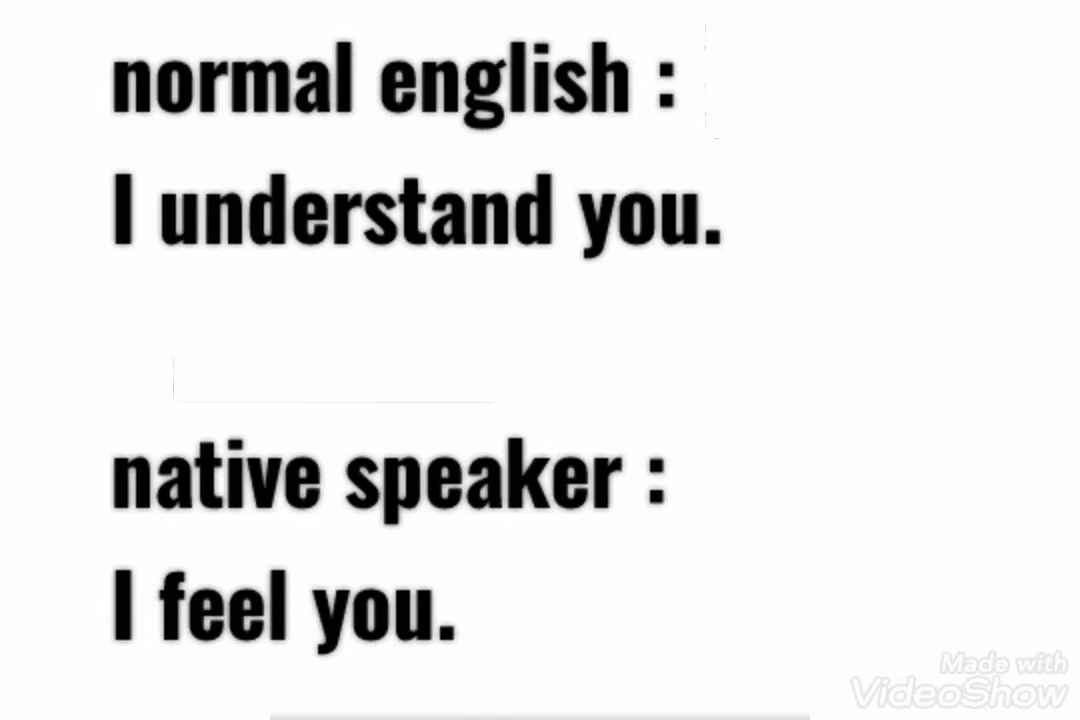 normal english :
I understand you.
native speaker :
I feel you.
Made with
VideoShow